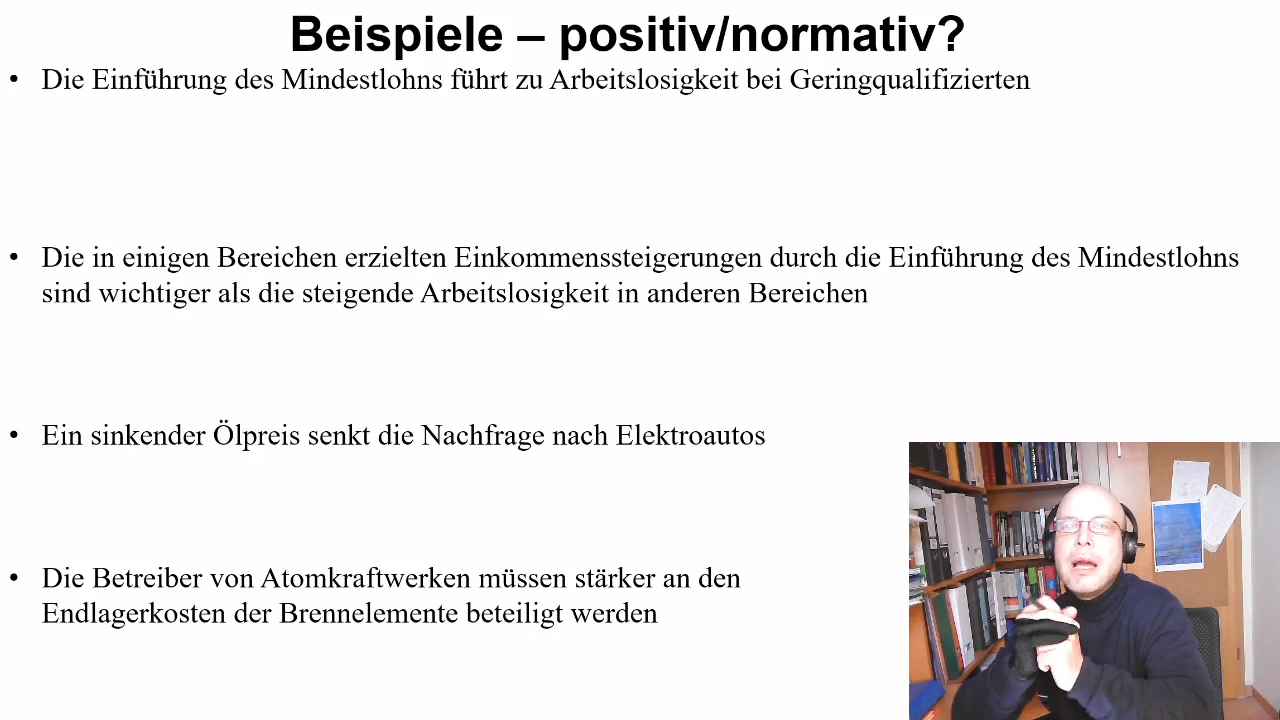 Beispiele – positiv/normativ?
• Die Einführung des Mindestlohns führt zu Arbeitslosigkeit bei Geringqualifizierten
• Die in einigen Bereichen erzielten Einkommenssteigerungen durch die Einführung des Mindestlohns
sind wichtiger als die steigende Arbeitslosigkeit in anderen Bereichen
• Ein sinkender Ölpreis senkt die Nachfrage nach Elektroautos
• Die Betreiber von Atomkraftwerken müssen stärker an den
Endlagerkosten der Brennelemente beteiligt werden